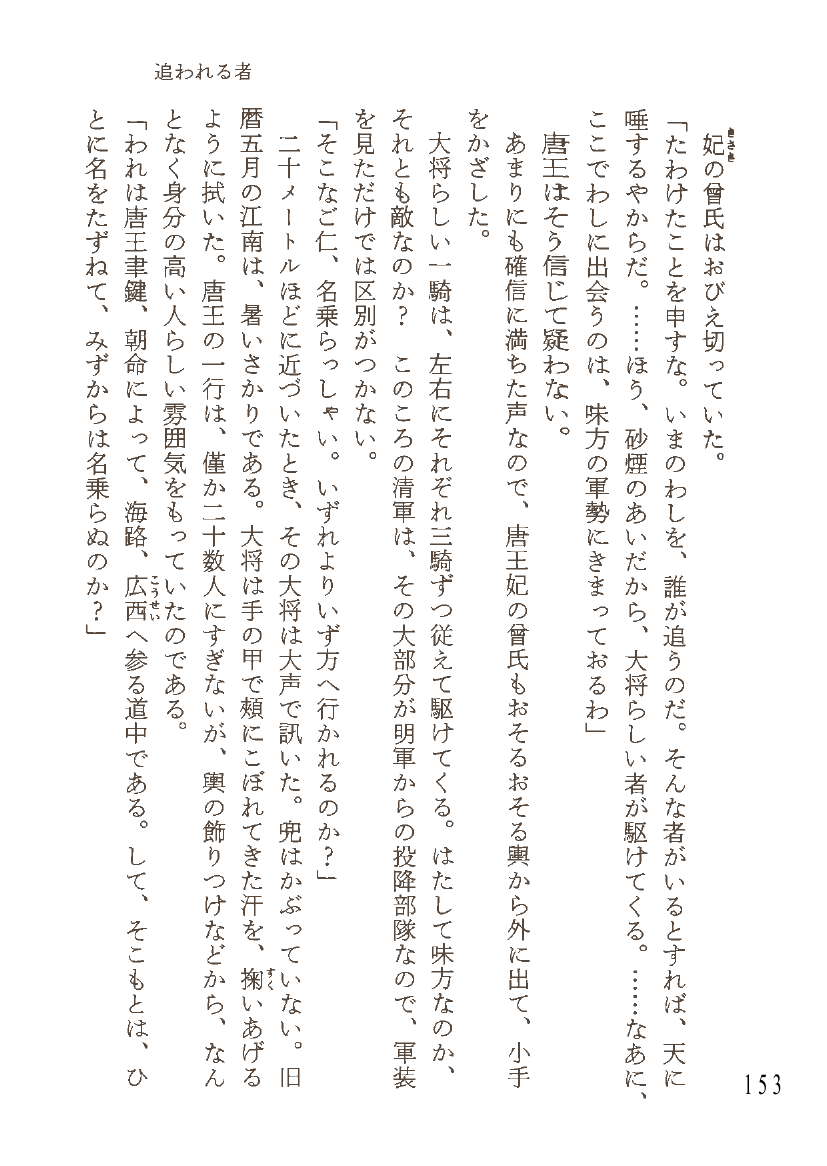 追われる者
妃の曾氏はおびえ切っていた。
「たわけたことを申すな。いまのわしを、誰が追うのだ。そんな者がいるとすれば、天に
唾するやからだ。……ほう、砂煙のあいだから、大将らしい者が駆けてくる。……なあに、
ここでわしに出会うのは、味方の軍勢にきまっておるわ」
唐王はそう信じて疑わない。
あまりにも確信に満ちた声なので、唐王妃の曾氏もおそるおそる輿から外に出て、小手
をかざした。
大将らしい一騎は、左右にそれぞれ三騎ずつ従えて駆けてくる。はたして味方なのか、
それとも敵なのか？　このころの清軍は、その大部分が明軍からの投降部隊なので、軍装
を見ただけでは区別がつかない。
「そこなご仁、名乗らっしゃい。いずれよりいず方へ行かれるのか？」
二十メートルほどに近づいたとき、その大将は大声で訊いた。兜はかぶっていない。旧
暦五月の江南は、暑いさかりである。大将は手の甲で頰にこぼれてきた汗を、掬いあげる
ように拭いた。唐王の一行は、僅か二十数人にすぎないが、輿の飾りつけなどから、なん
となく身分の高い人らしい雰囲気をもっていたのである。
「われは唐王聿鍵、朝命によって、海路、広西へ参る道中である。して、そこもとは、ひ
とに名をたずねて、みずからは名乗らぬのか？」
153